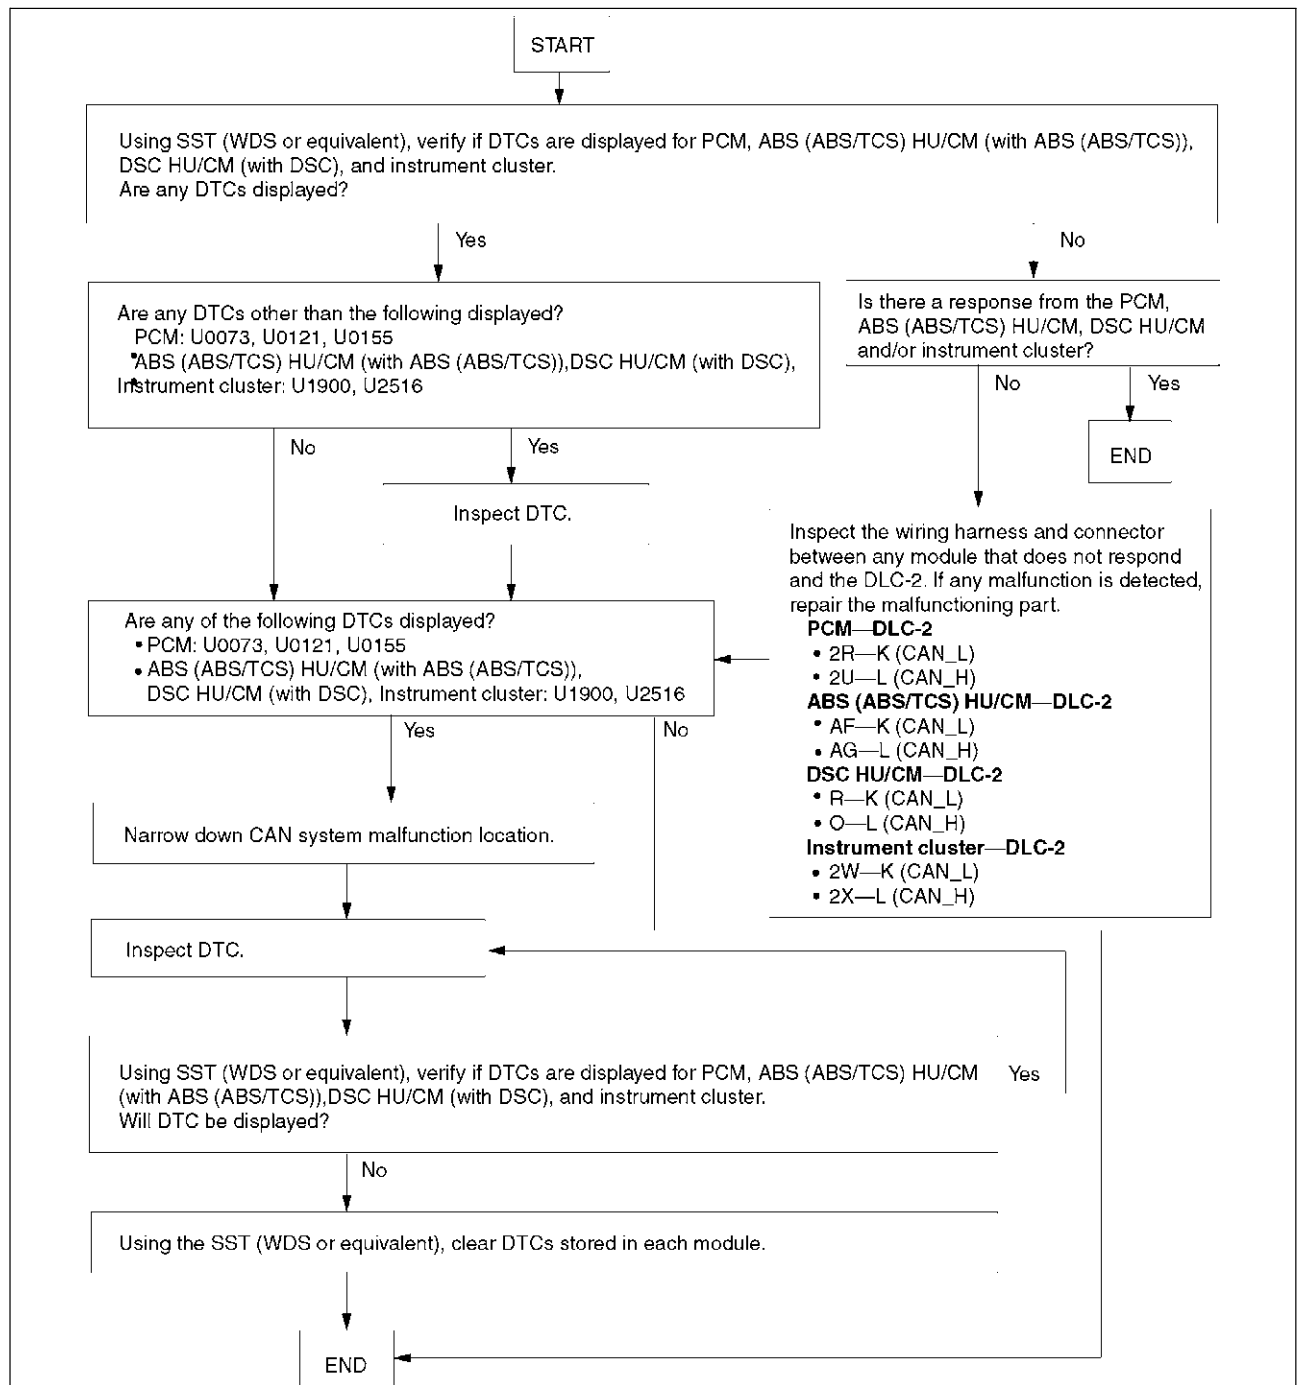 START
Using SST (WDS or equivalent), verify if DTCs are displayed for PCM, ABS (ABS/TCS) HU/CM (with ABS (ABS/TCS)),
DSC HU/CM (with DSC), and instrument cluster.
Are any DTCs displayed?
Yes
No
Are any DTCs other than the following displayed?
PCM: U0073, U0121, U0155
•ABS (ABS/TCS) HU/CM (with ABS (ABS/TCS)),DSC HU/CM (with DSC),
•Instrument cluster: U1900, U2516
Is there a response from the PCM,
ABS (ABS/TCS) HU/CM, DSC HU/CM
and/or instrument cluster?
No
Yes
END
No
Yes
Inspect DTC.
Inspect the wiring harness and connector
between any module that does not respond
and the DLC-2. If any malfunction is detected,
repair the malfunctioning part.
PCM—DLC-2
• 2R—K (CAN_L)
• 2U—L (CAN_H)
ABS (ABS/TCS) HU/CM—DLC-2
• AF—K (CAN_L)
• AG—L (CAN_H)
DSC HU/CM—DLC-2
• R—K (CAN_L)
• O—L (CAN_H)
Instrument cluster—DLC-2
• 2W—K (CAN_L)
• 2X—L (CAN_H)
Are any of the following DTCs displayed?
• PCM: U0073, U0121, U0155
• ABS (ABS/TCS) HU/CM (with ABS (ABS/TCS)),
DSC HU/CM (with DSC), Instrument cluster: U1900, U2516
Yes
No
Narrow down CAN system malfunction location.
Inspect DTC.
Using SST (WDS or equivalent), verify if DTCs are displayed for PCM, ABS (ABS/TCS) HU/CM
(with ABS (ABS/TCS)),DSC HU/CM (with DSC), and instrument cluster.
Will DTC be displayed?
Yes
No
Using the SST (WDS or equivalent), clear DTCs stored in each module.
END